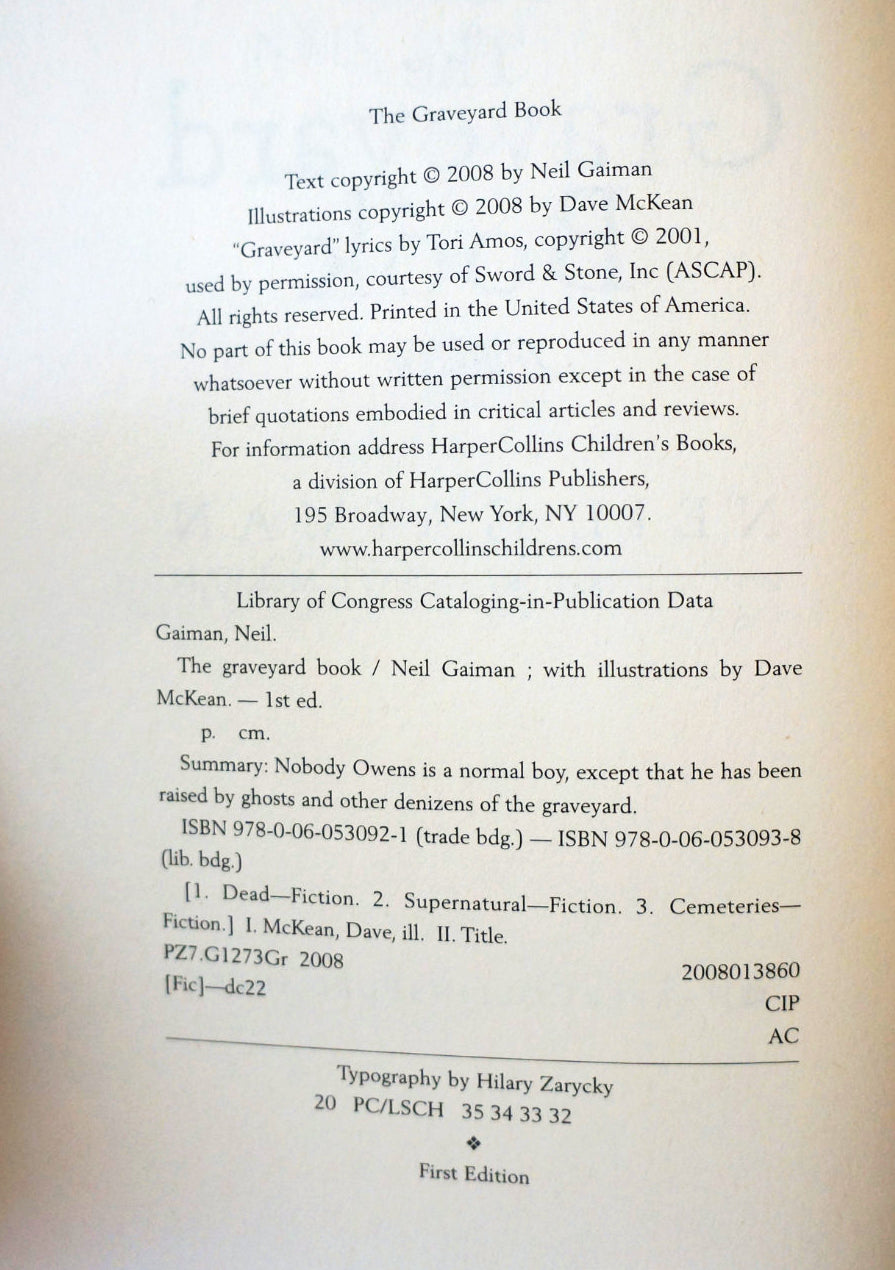 The Graveyard Book
Text copyright © 2008 by Neil Gaiman
Illustrations copyright © 2008 by Dave McKean
“Graveyard” lyrics by Tori Amos, copyright © 2001,
used by permission, courtesy of Sword & Stone, Inc (ASCAP).
All rights reserved. Printed in the United States of America.
No part of this book may be used or reproduced in any manner
whatsoever without written permission except in the case of
brief quotations embodied in critical articles and reviews.
For information address HarperCollins Children’s Books,
a division of HarperCollins Publishers,
195 Broadway, New York, NY 10007.
www.harpercollinschildrens.com
Library of Congress Cataloging-in-Publication Data
Gaiman, Neil.
The graveyard book / Neil Gaiman ; with illustrations by Dave
McKean. — 1st ed.
p. cm.
Summary: Nobody Owens is a normal boy, except that he has been
raised by ghosts and other denizens of the graveyard.
ISBN 978-0-06-053092-1 (trade bdg.) — ISBN 978-0-06-053093-8
(lib. bdg.)
[1. Dead—Fiction. 2. Supernatural—Fiction. 3. Cemeteries—
Fiction.] I. McKean, Dave, ill. II. Title.
PZ7.G1273Gr 2008 2008013860
[Fic]—dc22 CIP
AC
Typography by Hilary Zarycky
20 PC/LSCH 35 34 33 32
❖
First Edition